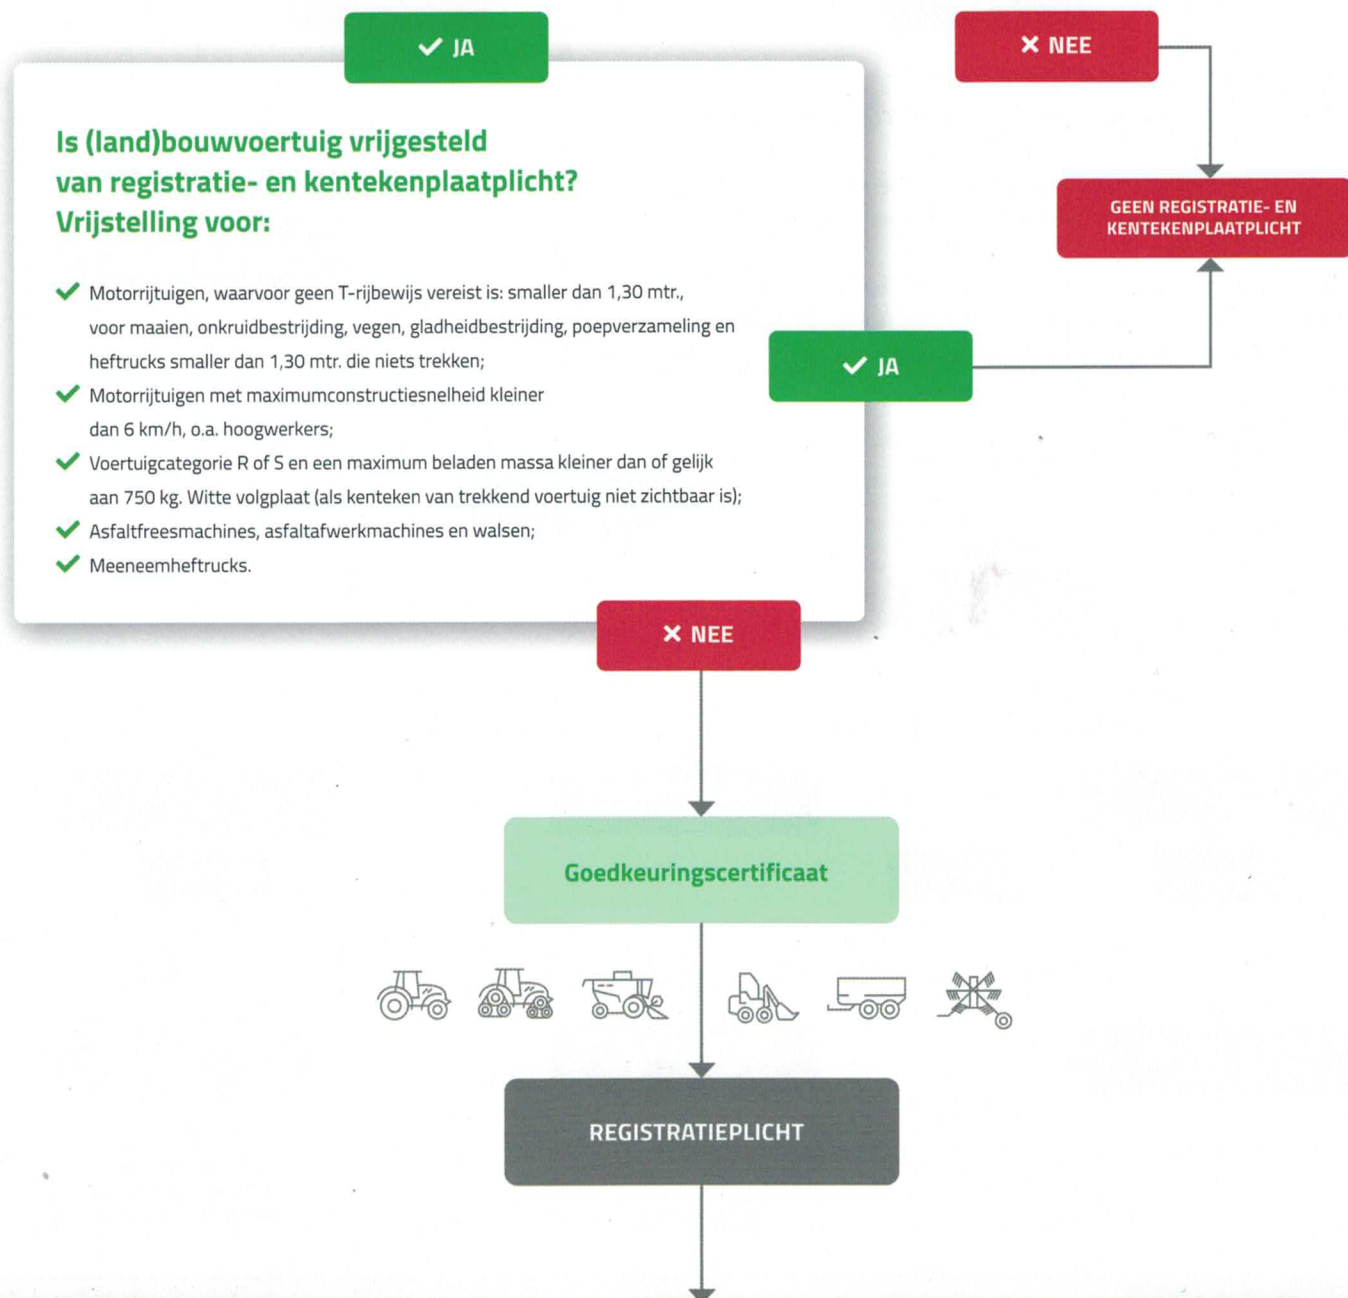 JA
NEE
Is (land)bouwvoertuig vrijgesteld
van registratie- en kentekenplaatplicht?
Vrijstelling voor:
GEEN REGISTRATIE- EN
KENTEKENPLAATPLICHT
Motorrijtuigen, waarvoor geen T-rijbewijs vereist is: smaller dan 1,30 mtr.,
voor maaien, onkruidbestrijding, vegen, gladheidbestrijding, poepverzameling en
heftrucks smaller dan 1,30 mtr. die niets trekken;
JA
Motorrijtuigen met maximumconstructiesnelheid kleiner
dan 6 km/h, o.a. hoogwerkers;
Voertuigcategorie R of S en een maximum beladen massa kleiner dan of gelijk
aan 750 kg. Witte volgplaat (als kenteken van trekkend voertuig niet zichtbaar is);
Asfaltfreesmachines, asfaltafwerkmachines en walsen;
Meeneemheftrucks.
NEE
Goedkeuringscertificaat
REGISTRATIEPLICHT